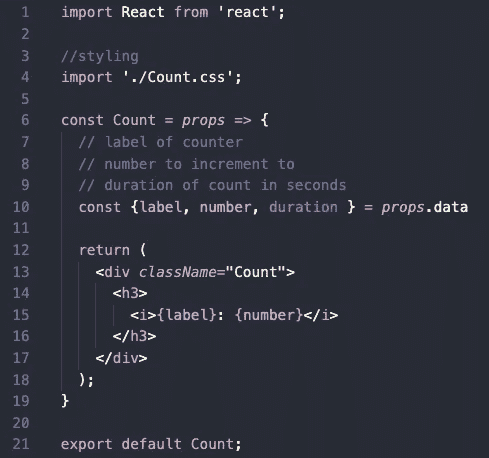 1 import React from 'react';
2
3 //styling
4 import './Count.css';
5
6 const Count = props => {
7 // label of counter
8 // number to increment to
9 // duration of count in seconds
10 const {label, number, duration } = props.data
11
12 return (
13 <div className="Count">
14 <h3>
15 <i>{label}: {number}</i>
16 </h3>
17 </div>
18 );
19 }
20
21 export default Count;